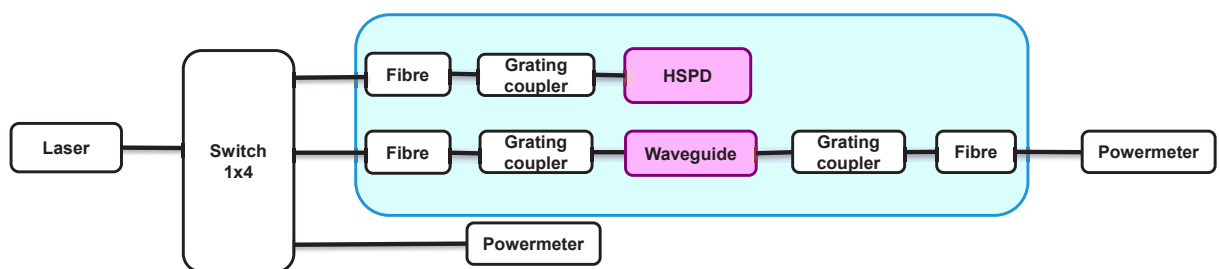 Fibre
Grating
coupler
HSPD
Laser
Switch
1x4
Fibre
Grating
coupler
Waveguide
Grating
coupler
Fibre
Powermeter
Powermeter